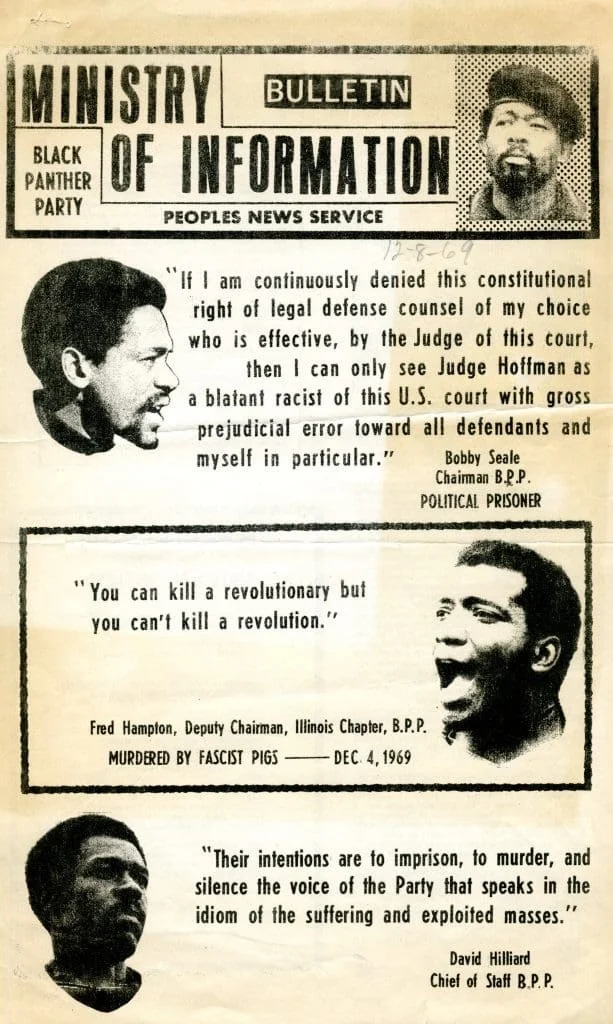 MINISTRY
BULLETIN
BLACK
PANTHER
PARTY
OF INFORMATION
PEOPLES NEWS SERVICE
12-8-69
"If I am continuously denied this constitutional
right of legal defense counsel of my choice
who is effective, by the Judge of this court,
then I can only see Judge Hoffman as
a blatant racist of this U.S. court with gross
prejudicial error toward all defendants and
myself in particular."
Bobby Seale
Chairman B.P.P.
POLITICAL PRISONER
"You can kill a revolutionary but
you can't kill a revolution."
Fred Hampton, Deputy Chairman, Illinois Chapter, B.P.P.
MURDERED BY FASCIST PIGS —— DEC. 4, 1969
"Their intentions are to imprison, to murder, and
silence the voice of the Party that speaks in the
idiom of the suffering and exploited masses."
David Hilliard
Chief of Staff B.P.P.